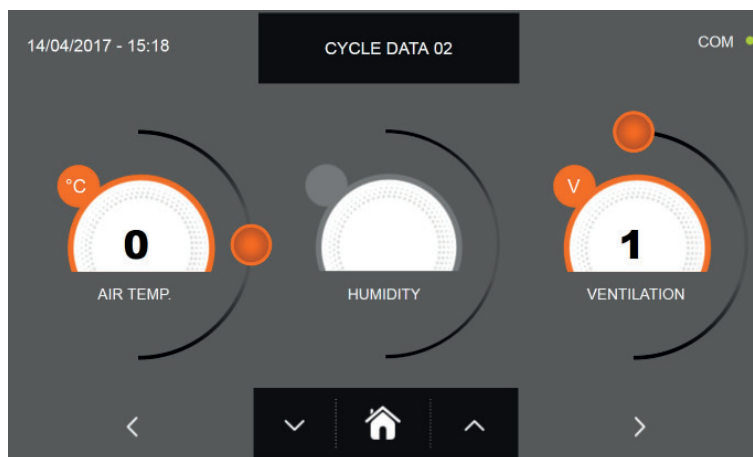 14/04/2017 - 15:18
CYCLE DATA 02
COM
°C
0
AIR TEMP.
HUMIDITY
V
1
VENTILATION